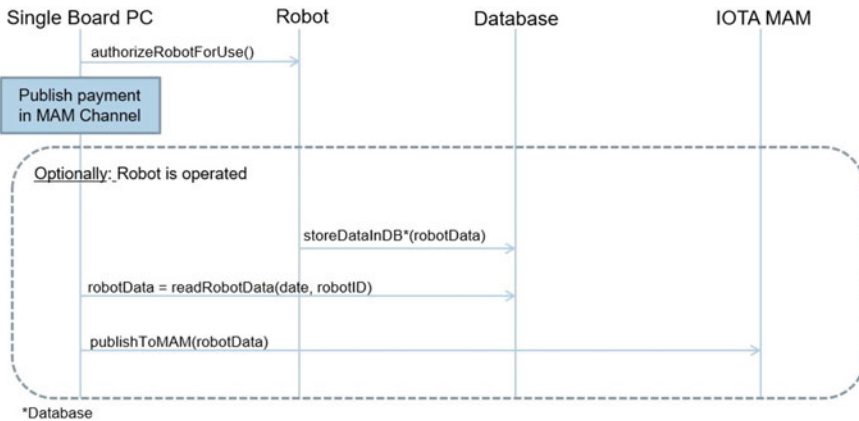 Single Board PC
Robot
Database
IOTA MAM
authorizeRobotForUse()
Publish payment
in MAM Channel
Optionally: Robot is operated
storeDataInDB*(robotData)
robotData = readRobotData(date, robotID)
publishToMAM(robotData)
*Database